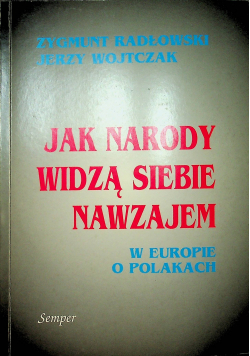 ZYGMUNT RADŁOWSKI
JERZY WOJTCZAK
JAK NARODY
WIDZĄ SIEBIE
NAWZAJEM
W EUROPIE
O POLAKACH
Semper